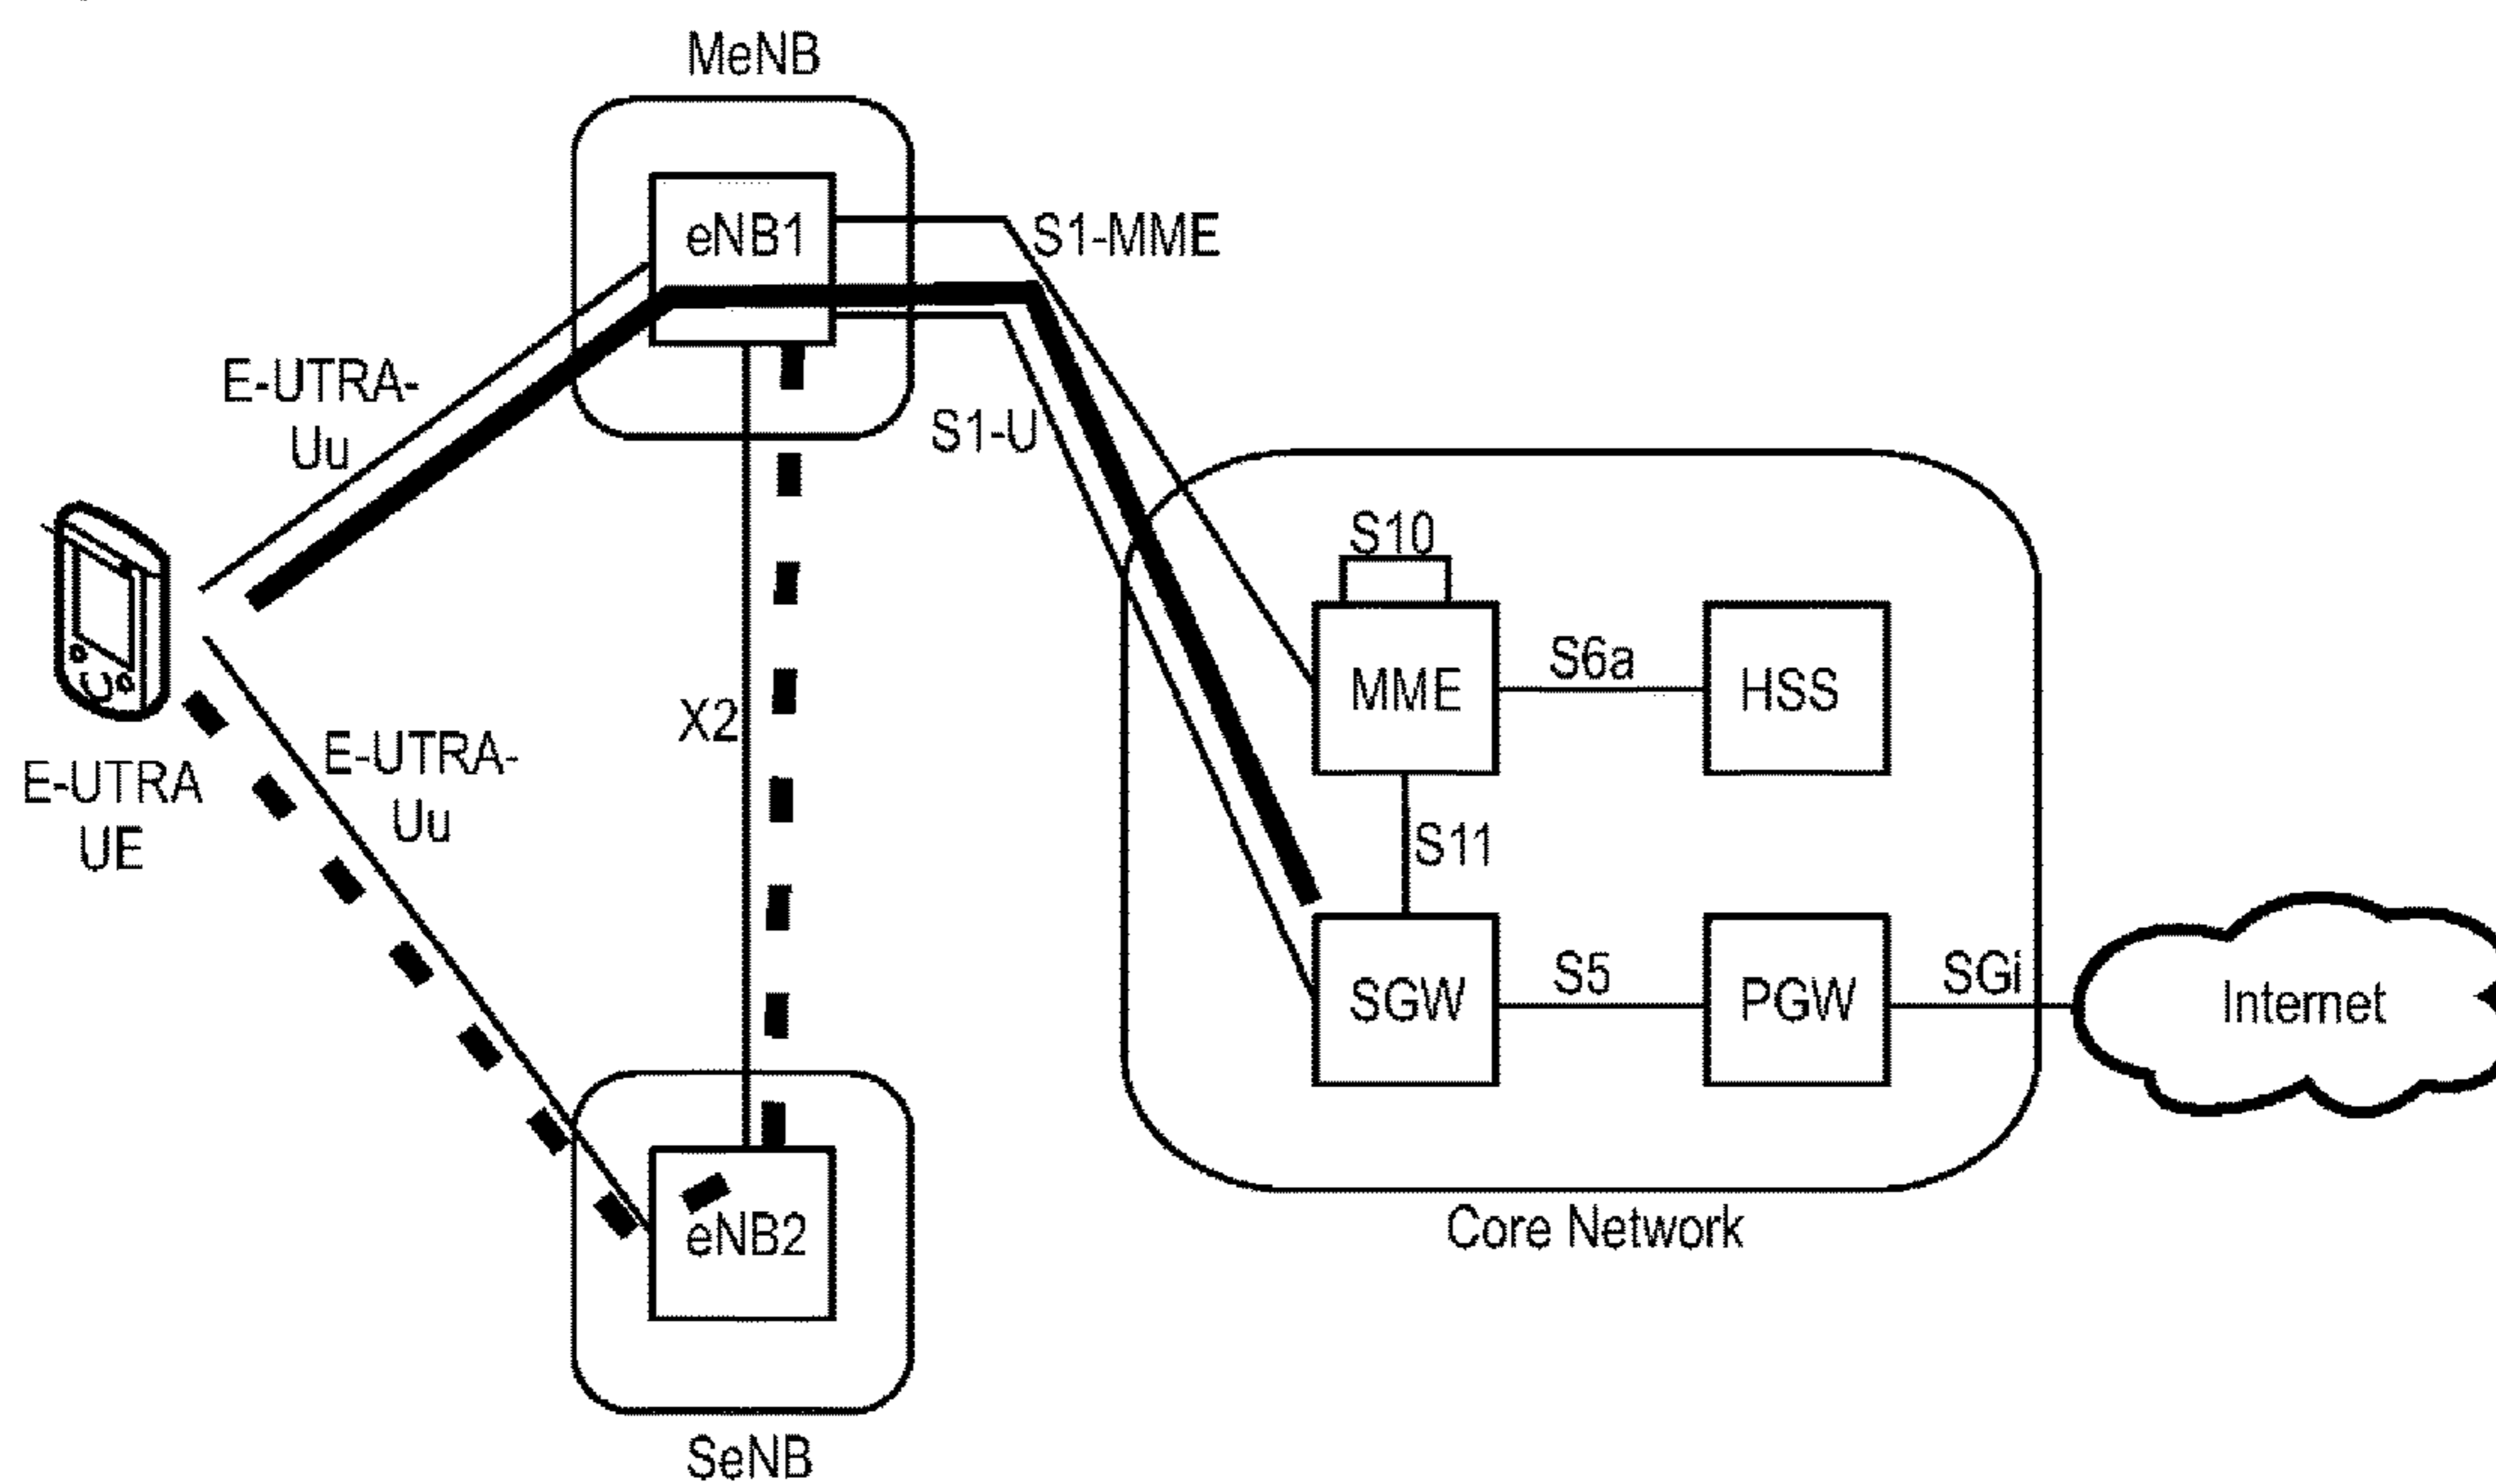 MeNB
eNB1
S1-MME
E-UTRA-
Uu
S1-U
S10
MME
S6a
HSS
X2
E-UTRA-
Uu
E-UTRA
UE
S11
SGW
S5
PGW
SGi
Internet
eNB2
Core Network
SeNB